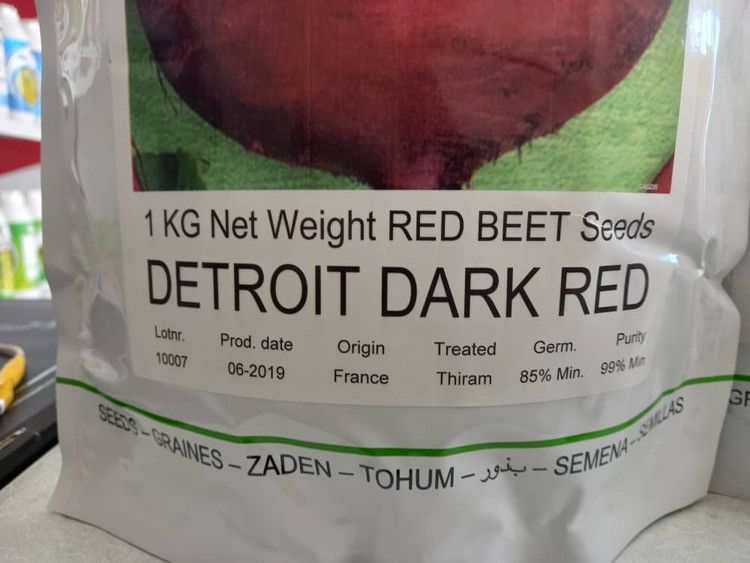 1 KG Net Weight RED BEET Seeds
DETROIT DARK RED
Lotnr. Prod. date Origin Treated Germ. Purity
10007 06-2019 France Thiram 85% Min. 99% Min.
SEEDS – GRAINES – ZADEN – TOHUM – بذور – SEMENA – SEMILLAS